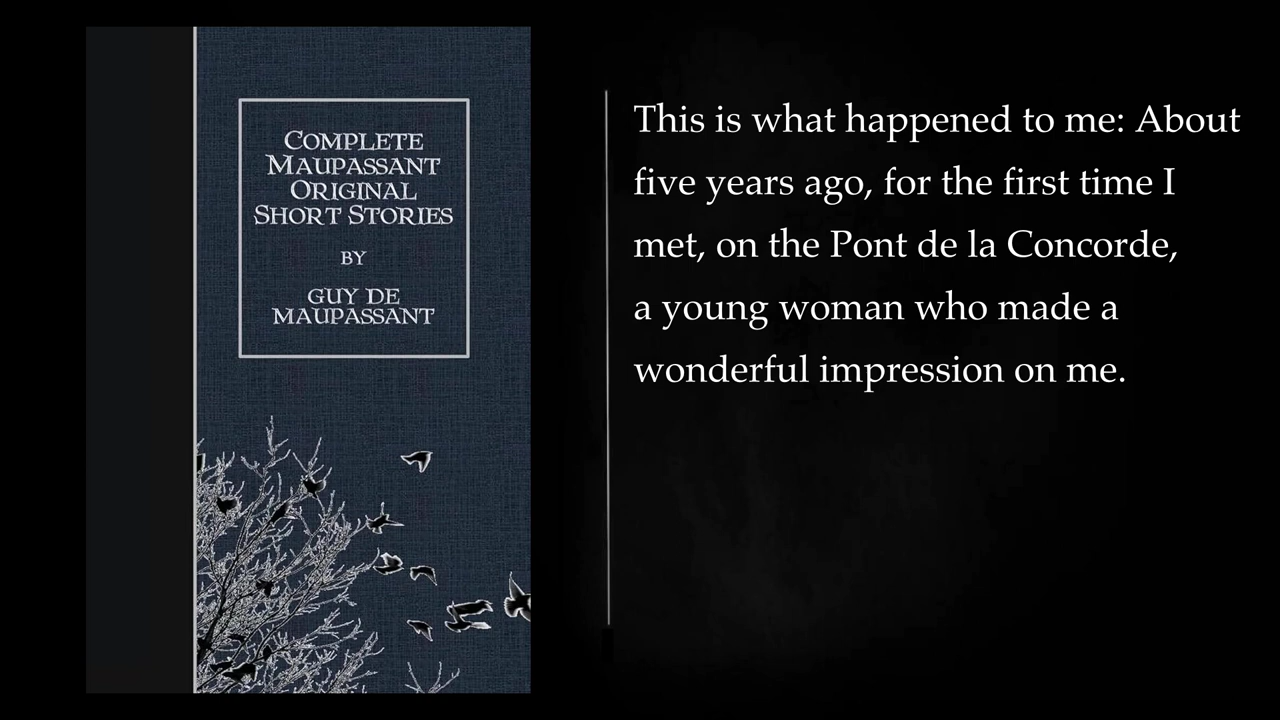 COMPLETE
MAUPASSANT
ORIGINAL
SHORT STORIES
BY
GUY DE
MAUPASSANT
This is what happened to me: About
five years ago, for the first time I
met, on the Pont de la Concorde,
a young woman who made a
wonderful impression on me.